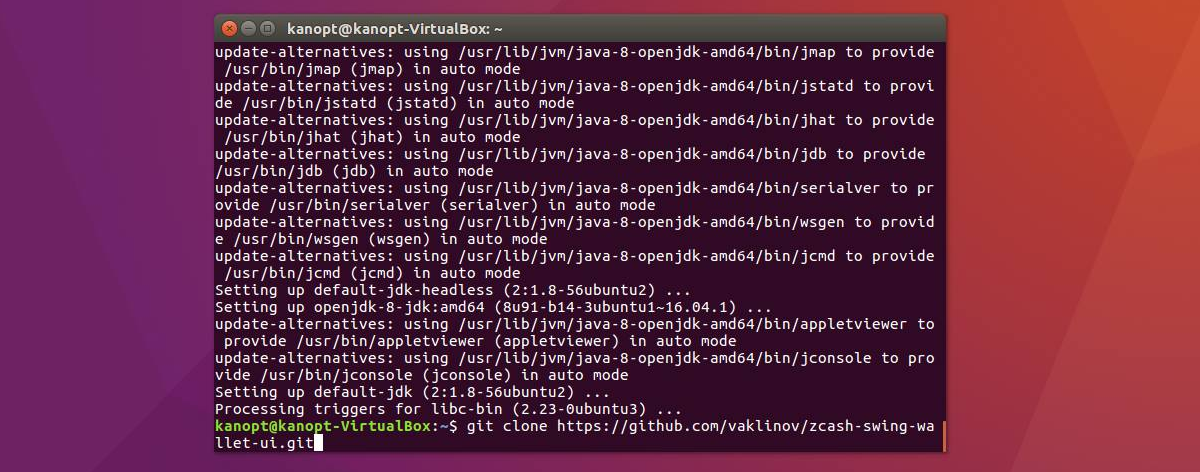 kanopt@kanopt-VirtualBox: ~
update-alternatives: using /usr/lib/jvm/java-8-openjdk-amd64/bin/jmap to provide
 /usr/bin/jmap (jmap) in auto mode
update-alternatives: using /usr/lib/jvm/java-8-openjdk-amd64/bin/jstatd to provi
de /usr/bin/jstatd (jstatd) in auto mode
update-alternatives: using /usr/lib/jvm/java-8-openjdk-amd64/bin/jhat to provide
 /usr/bin/jhat (jhat) in auto mode
update-alternatives: using /usr/lib/jvm/java-8-openjdk-amd64/bin/jdb to provide
/usr/bin/jdb (jdb) in auto mode
update-alternatives: using /usr/lib/jvm/java-8-openjdk-amd64/bin/serialver to pr
ovide /usr/bin/serialver (serialver) in auto mode
update-alternatives: using /usr/lib/jvm/java-8-openjdk-amd64/bin/wsgen to provid
e /usr/bin/wsgen (wsgen) in auto mode
update-alternatives: using /usr/lib/jvm/java-8-openjdk-amd64/bin/jcmd to provide
 /usr/bin/jcmd (jcmd) in auto mode
Setting up default-jdk-headless (2:1.8-56ubuntu2) ...
Setting up openjdk-8-jdk:amd64 (8u91-b14-3ubuntu1~16.04.1) ...
update-alternatives: using /usr/lib/jvm/java-8-openjdk-amd64/bin/appletviewer to
 provide /usr/bin/appletviewer (appletviewer) in auto mode
update-alternatives: using /usr/lib/jvm/java-8-openjdk-amd64/bin/jconsole to pro
vide /usr/bin/jconsole (jconsole) in auto mode
Setting up default-jdk (2:1.8-56ubuntu2) ...
Processing triggers for libc-bin (2.23-0ubuntu3) ...
kanopt@kanopt-VirtualBox:~$ git clone https://github.com/vaklinov/zcash-swing-wa
llet-ui.git